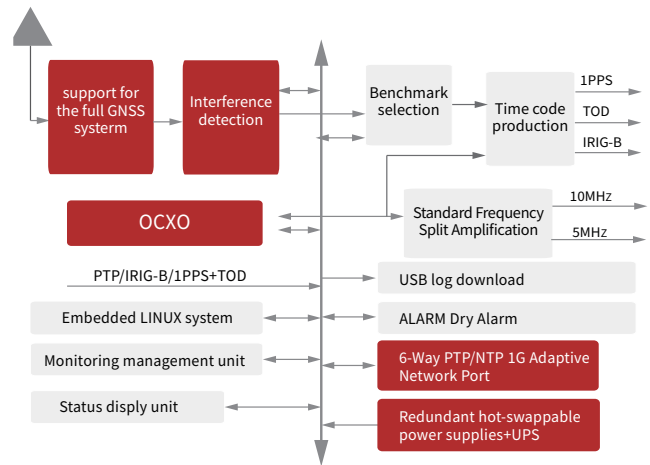 support for
the full GNSS
systerm
Interference
detection
Benchmark
selection
Time code
production
1PPS
TOD
IRIG-B
OCXO
Standard Frequency
Split Amplification
10MHz
5MHz
PTP/IRIG-B/1PPS+TOD
USB log download
Embedded LINUX system
ALARM Dry Alarm
Monitoring management unit
6-Way PTP/NTP 1G Adaptive
Network Port
Status disply unit
Redundant hot-swappable
power supplies+UPS